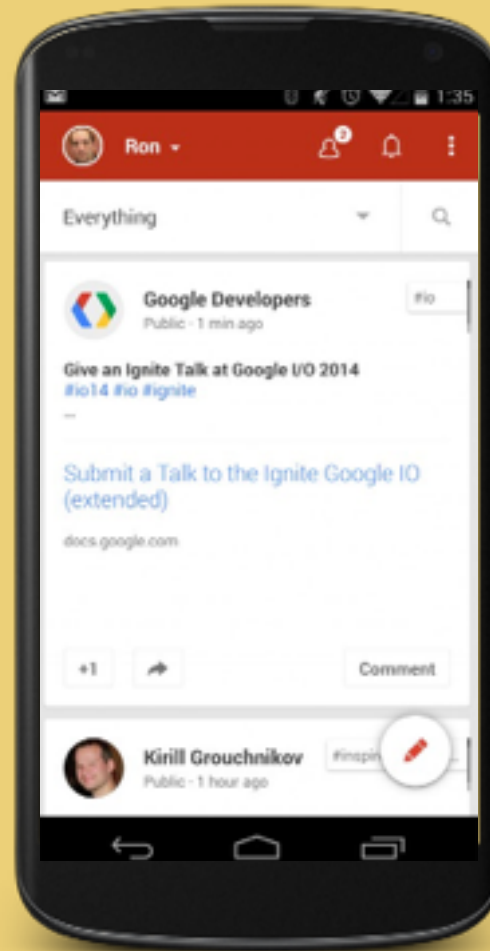 1:35
Ron
2
Everything
Google Developers
#io
Public - 1 min ago
Give an Ignite Talk at Google I/O 2014
#io14 #io #ignite
...
Submit a Talk to the Ignite Google IO
(extended)
docs.google.com
+1
Comment
Kirill Grouchnikov
#inspir
Public - 1 hour ago